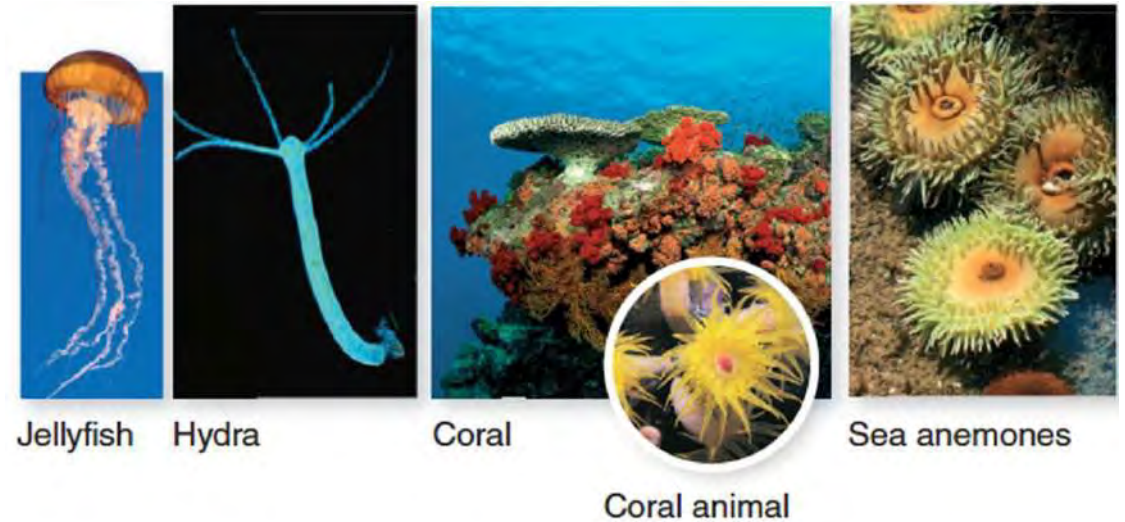 Jellyfish
Hydra
Coral
Sea anemones
Coral animal